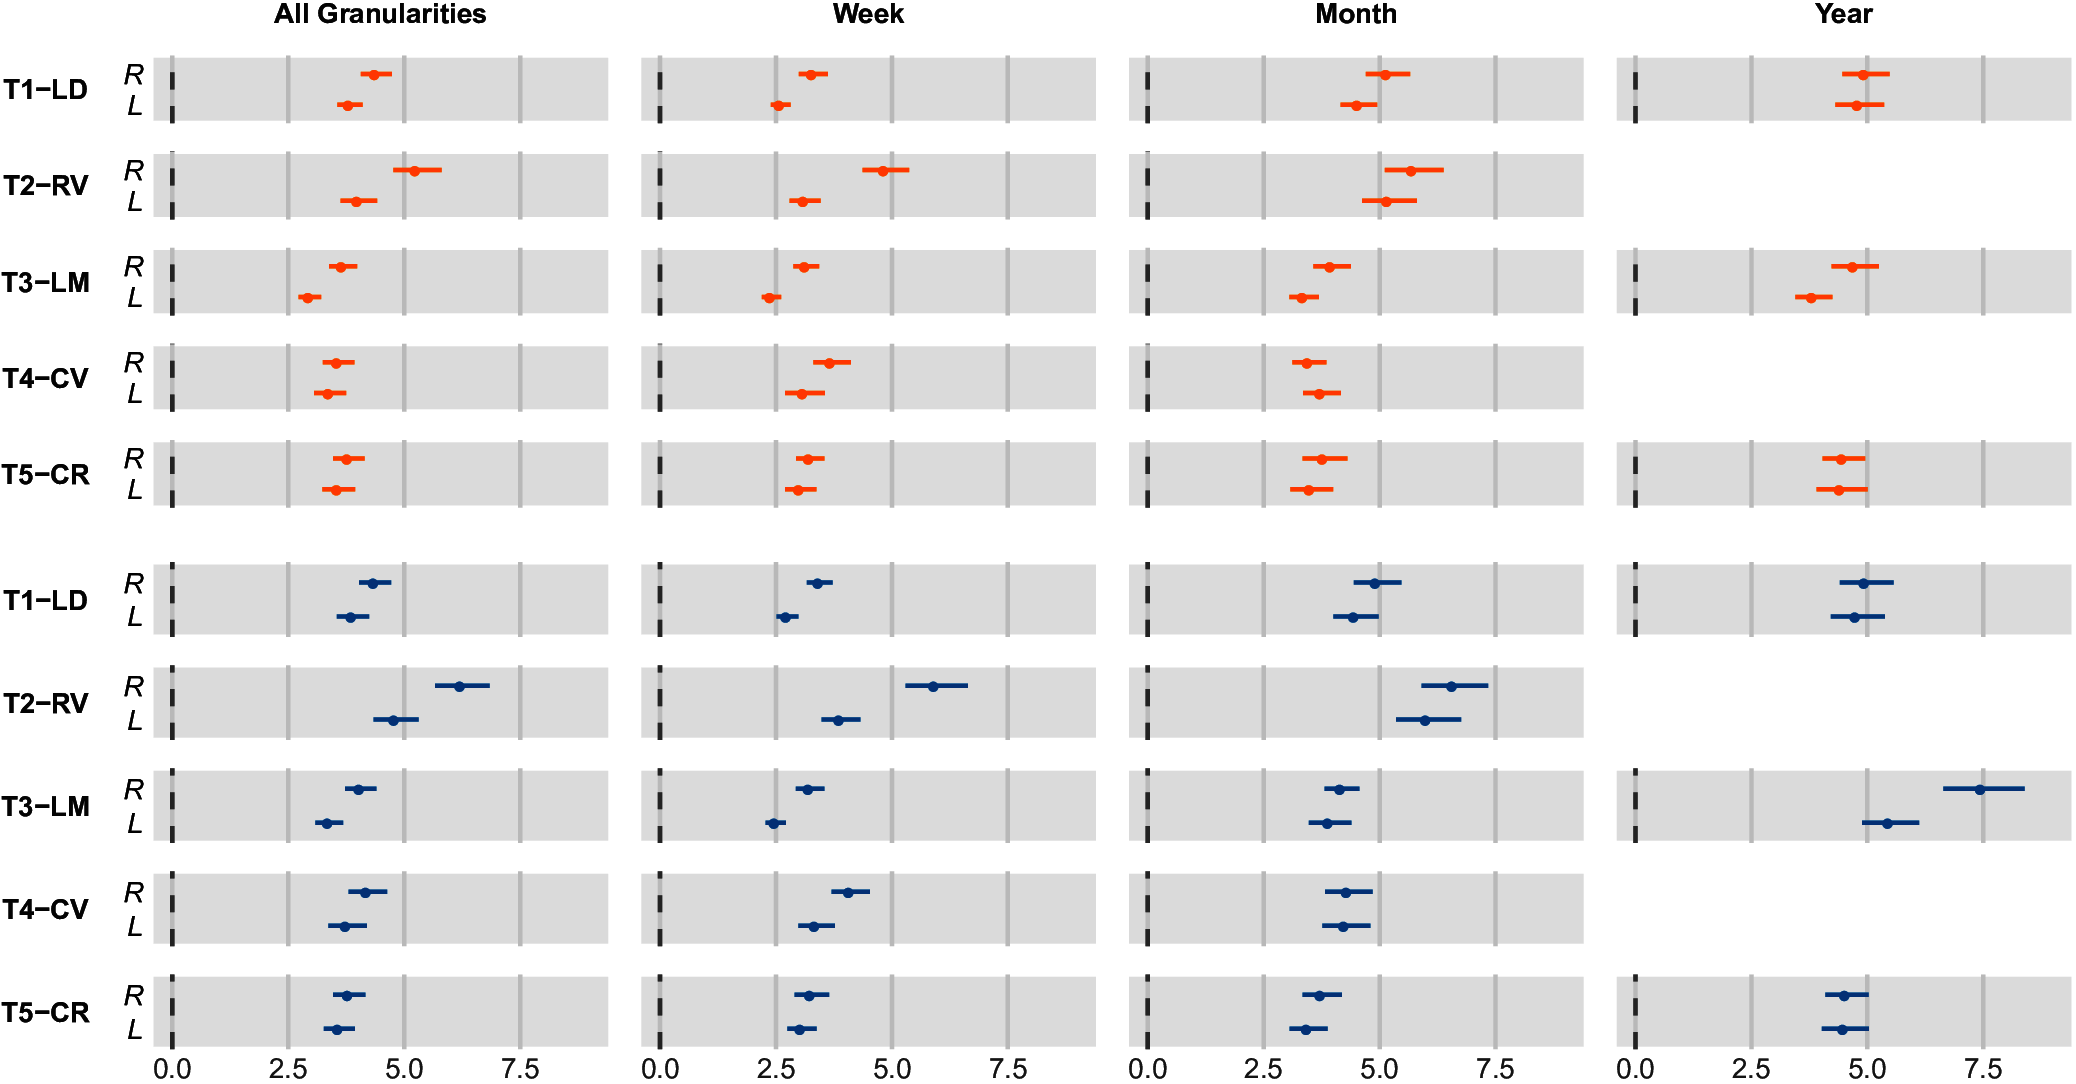 All Granularities Week Month Year
T1−LD R
L
T2−RV R
L
T3−LM R
L
T4−CV R
L
T5−CR R
L
T1−LD R
L
T2−RV R
L
T3−LM R
L
T4−CV R
L
T5−CR R
L
0.0 2.5 5.0 7.5 0.0 2.5 5.0 7.5 0.0 2.5 5.0 7.5 0.0 2.5 5.0 7.5